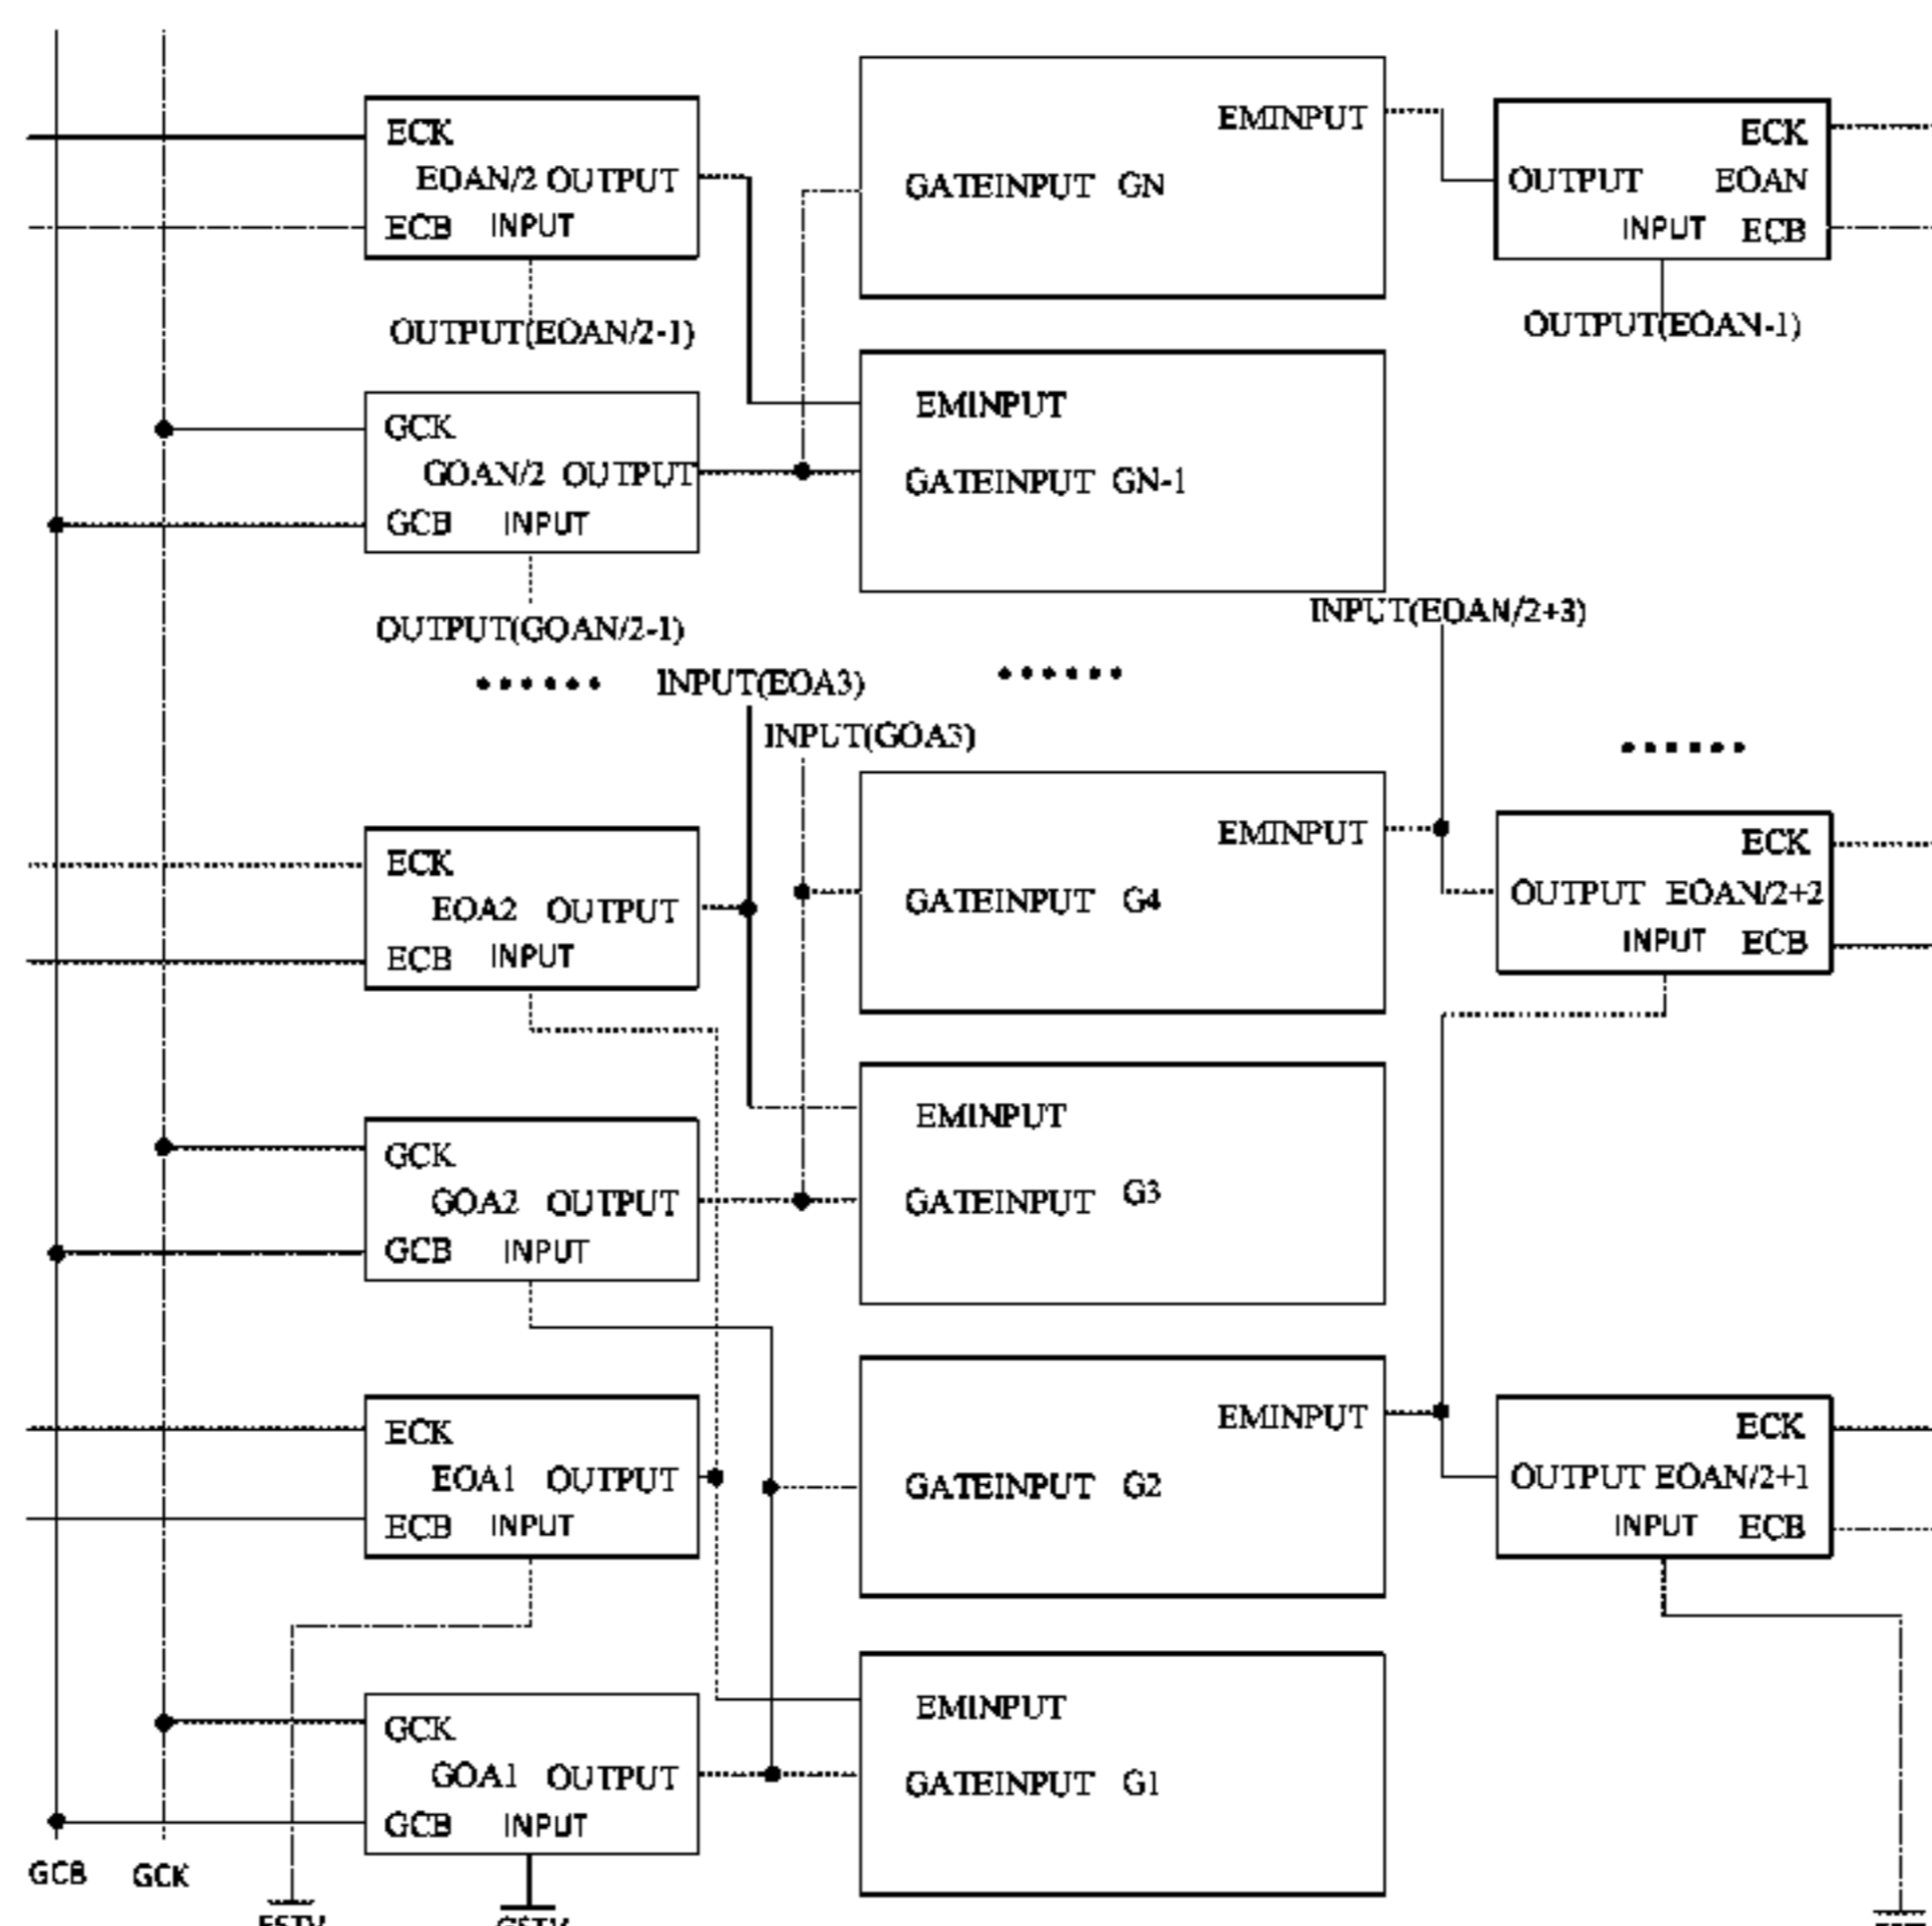 ECK
EOAN/2 OUTPUT
ECB INPUT
OUTPUT(EOAN/2-1)
EMINPUT
GATEINPUT GN
ECK
OUTPUT EOAN
INPUT ECB
OUTPUT(EOAN-1)
GCK
GOAN/2 OUTPUT
GCB INPUT
OUTPUT(GOAN/2-1)
EMINPUT
GATEINPUT GN-1
INPUT(EOAN/2+3)
••••••
INPUT(EOA3)
••••••
INPUT(GOA3)
••••••
ECK
EOA2 OUTPUT
ECB INPUT
EMINPUT
GATEINPUT G4
ECK
OUTPUT EOAN/2+2
INPUT ECB
GCK
GOA2 OUTPUT
GCB INPUT
EMINPUT
GATEINPUT G3
ECK
EOA1 OUTPUT
ECB INPUT
EMINPUT
GATEINPUT G2
ECK
OUTPUT EOAN/2+1
INPUT ECB
GCK
GOA1 OUTPUT
GCB INPUT
EMINPUT
GATEINPUT G1
GCB GCK